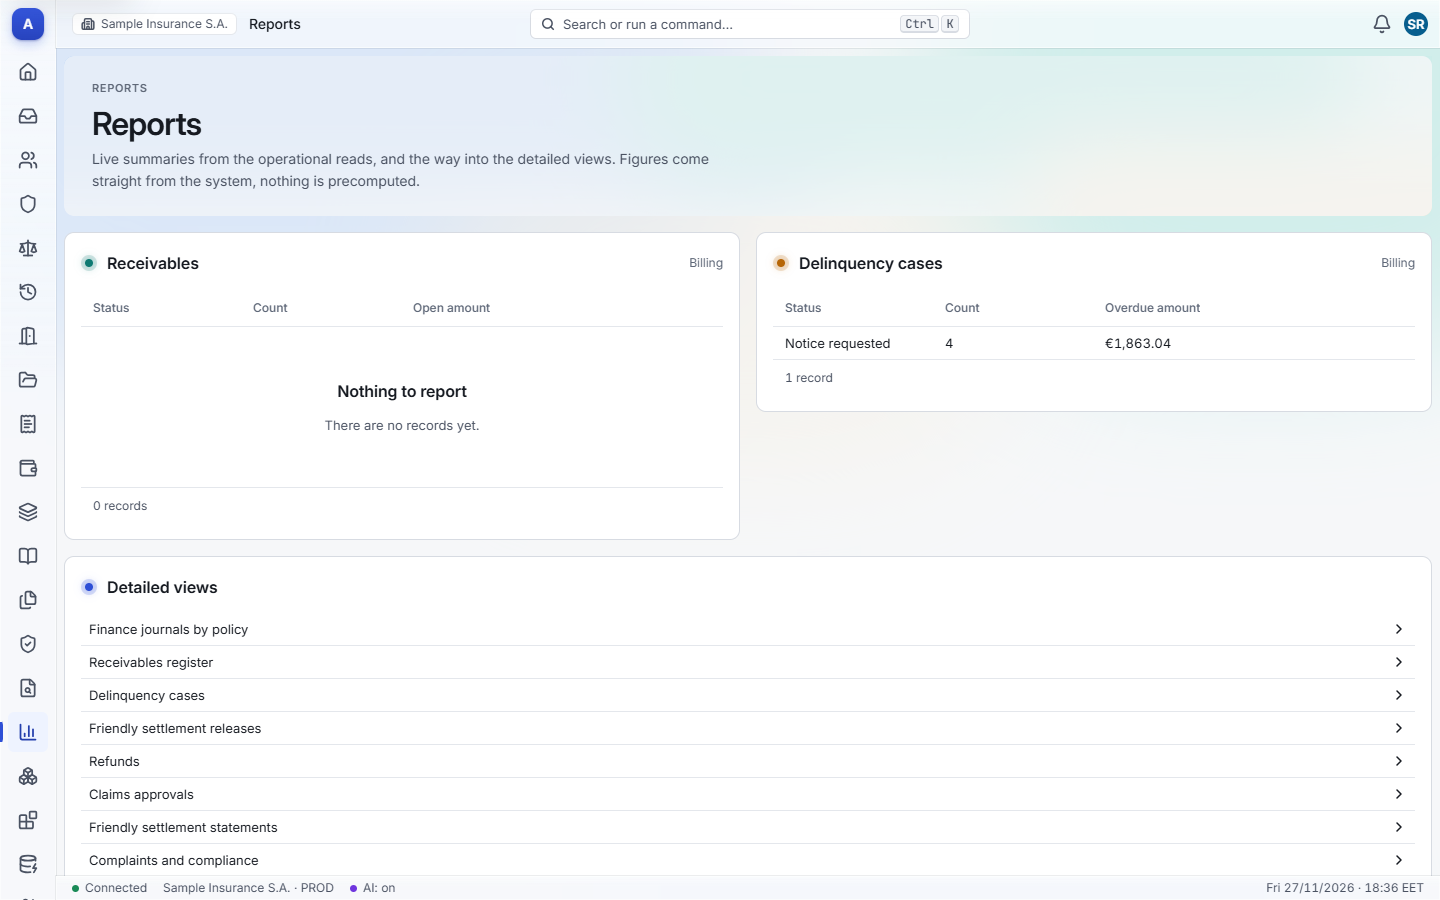 A
Sample Insurance S.A.
Reports
Search or run a command...
Ctrl K
SR
REPORTS
Reports
Live summaries from the operational reads, and the way into the detailed views. Figures come
straight from the system, nothing is precomputed.
Receivables
Billing
Status Count Open amount
Nothing to report
There are no records yet.
0 records
Delinquency cases
Billing
Status Count Overdue amount
Notice requested 4 €1,863.04
1 record
Detailed views
Finance journals by policy
Receivables register
Delinquency cases
Friendly settlement releases
Refunds
Claims approvals
Friendly settlement statements
Complaints and compliance
Connected Sample Insurance S.A. · PROD AI: on
Fri 27/11/2026 · 18:36 EET